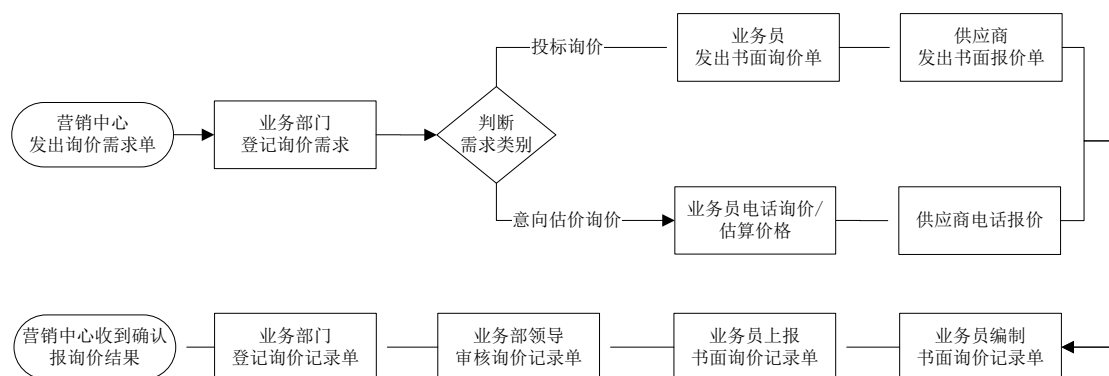 投标询价
业务员
发出书面询价单
供应商
发出书面报价单
营销中心
发出询价需求单
业务部门
登记询价需求
判断
需求类别
意向估价询价
业务员电话询价/
估算价格
供应商电话报价
营销中心收到确认
报询价结果
业务部门
登记询价记录单
业务部领导
审核询价记录单
业务员上报
书面询价记录单
业务员编制
书面询价记录单